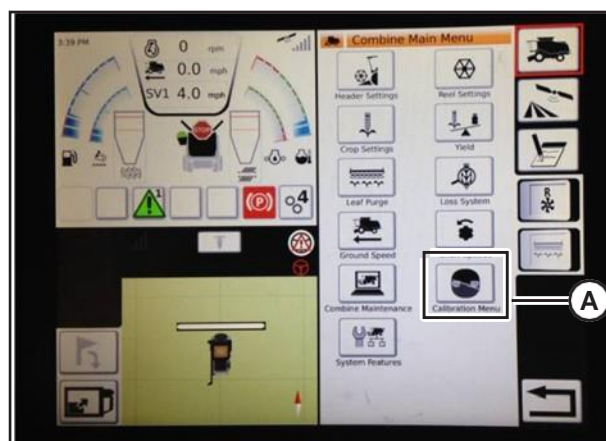 3:39 PM
0 rpm
0.0 mph
SV1 4.0 mph
1
(P)
4
Combine Main Menu
Header Settings
Reel Settings
Crop Settings
Yield
Leaf Purge
Loss System
Ground Speed
Combine Maintenance
Calibration Menu
System Features
STOP
R
A